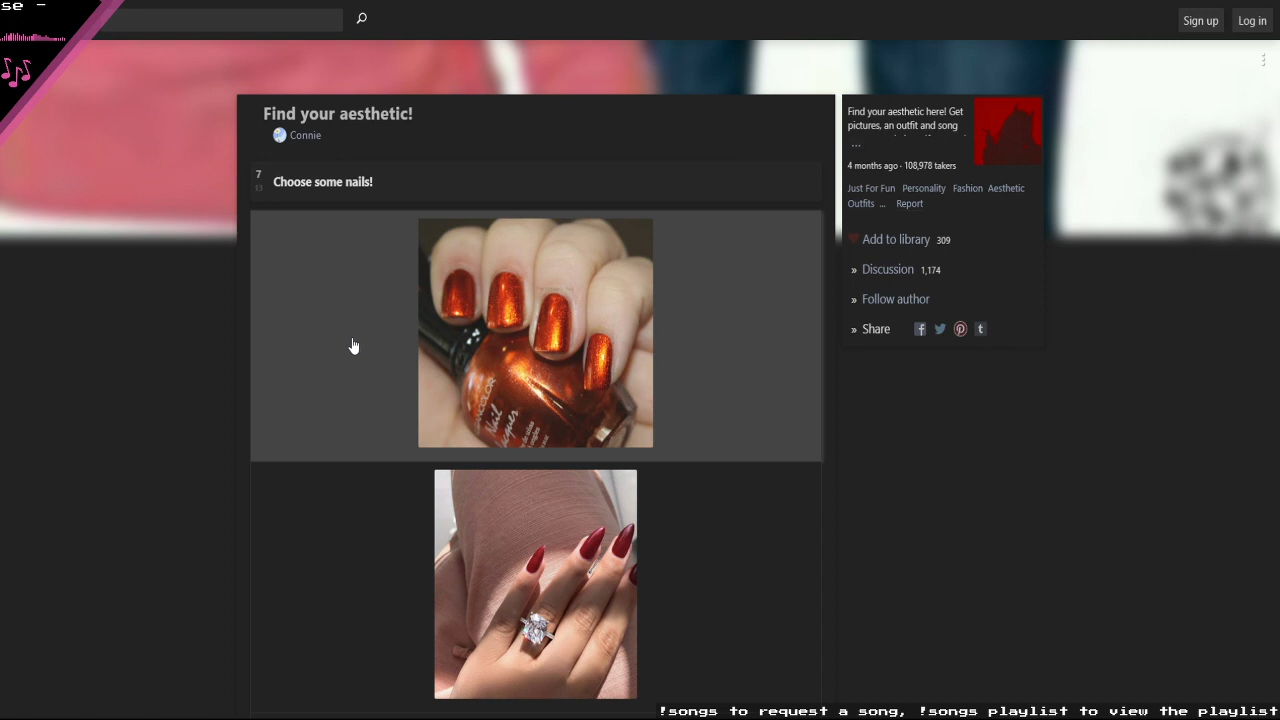 se -
Sign up
Log in
Find your aesthetic!
Connie
7
13
Choose some nails!
Nail
Find your aesthetic here! Get
pictures, an outfit and song
...
4 months ago · 108,978 takers
Just For Fun Personality Fashion Aesthetic
Outfits ... Report
Add to library 309
» Discussion 1,174
» Follow author
» Share
!songs to request a song, !songs playlist to view the playlist